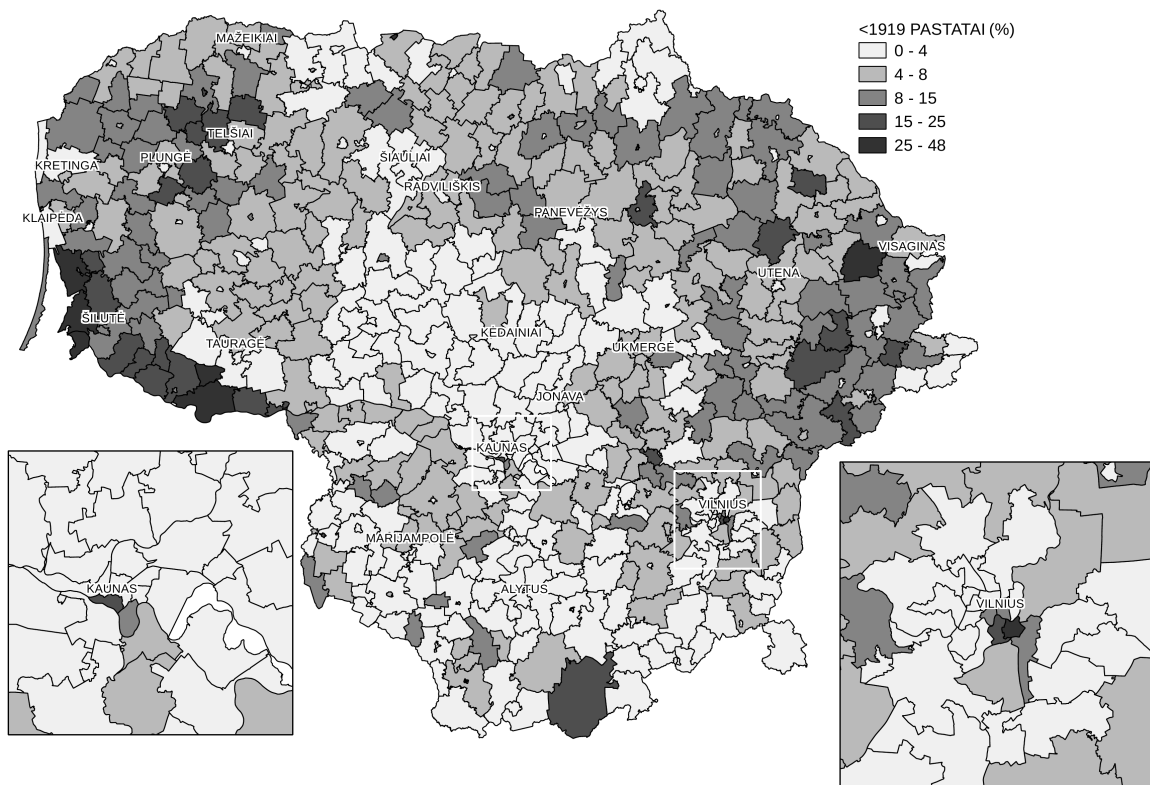 <1919 PASTATAI (%)
0 - 4
4 - 8
8 - 15
15 - 25
25 - 48
MAŽEIKIAI
TELŠIAI
PLUNGĖ
KRETINGA
ŠIAULIAI
RADVILIŠKIS
KLAIPĖDA
PANEVĖŽYS
VISAGINAS
UTENA
ŠILUTĖ
TAURAGĖ
KĖDAINIAI
UKMERGĖ
JONAVA
KAUNAS
VILNIUS
MARIJAMPOLĖ
ALYTUS
KAUNAS
VILNIUS